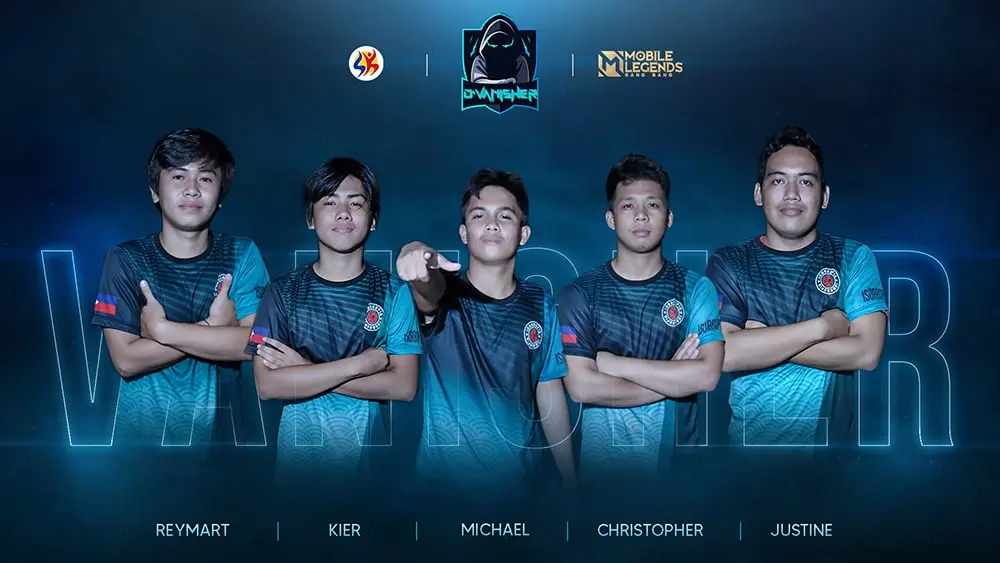 D'VANISHER
MOBILE
LEGENDS
BANG BANG
VANISHER
REYMART | KIER | MICHAEL | CHRISTOPHER | JUSTINE